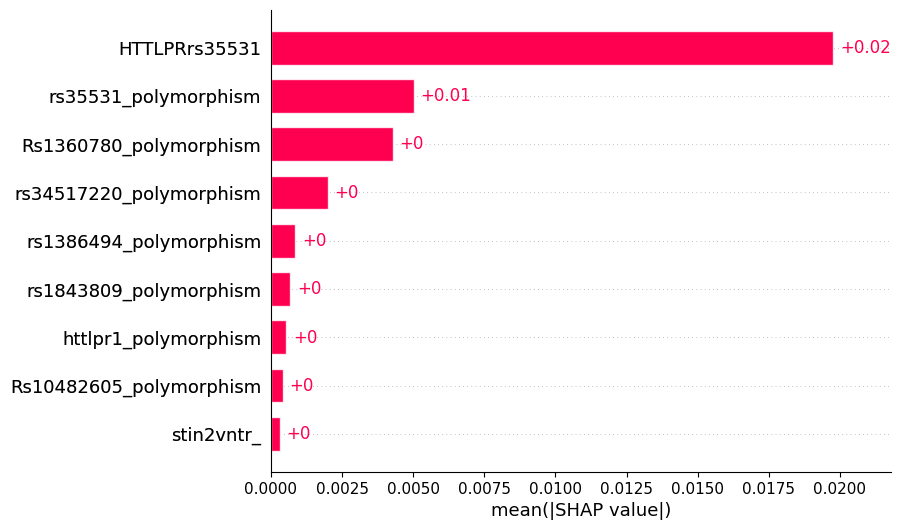 HTTLPRrs35531 +0.02
rs35531_polymorphism +0.01
Rs1360780_polymorphism +0
rs34517220_polymorphism +0
rs1386494_polymorphism +0
rs1843809_polymorphism +0
httlpr1_polymorphism +0
Rs10482605_polymorphism +0
stin2vntr_ +0
0.0000 0.0025 0.0050 0.0075 0.0100 0.0125 0.0150 0.0175 0.0200
mean(|SHAP value|)